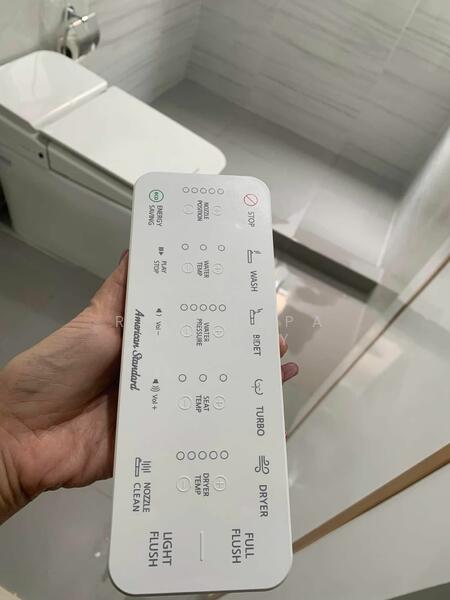 STOP
WASH
BIDET
TURBO
DRYER
FULL
FLUSH
NOZZLE
POSITION
WATER
TEMP
WATER
PRESSURE
SEAT
TEMP
DRYER
TEMP
ECO
ENERGY
SAVING
PLAY
STOP
Vol −
American Standard
Vol +
NOZZLE
CLEAN
LIGHT
FLUSH